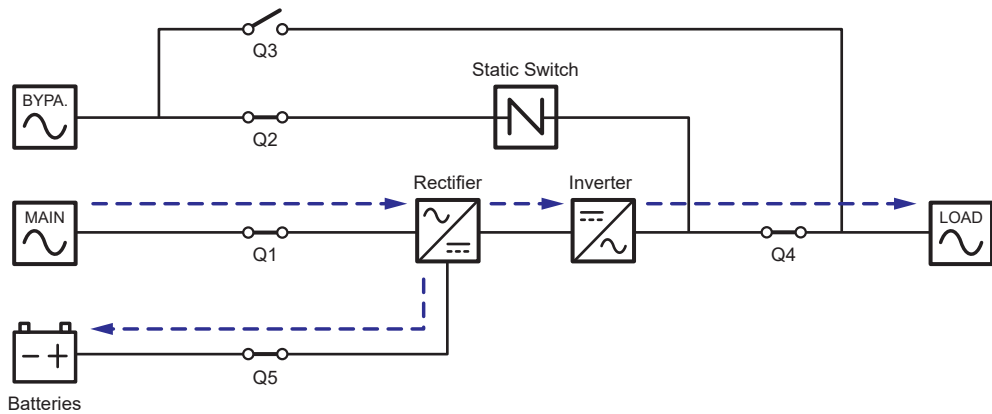 Q3
Static Switch
BYPA.
Q2
Rectifier
Inverter
MAIN
LOAD
Q1
Q4
Q5
Batteries